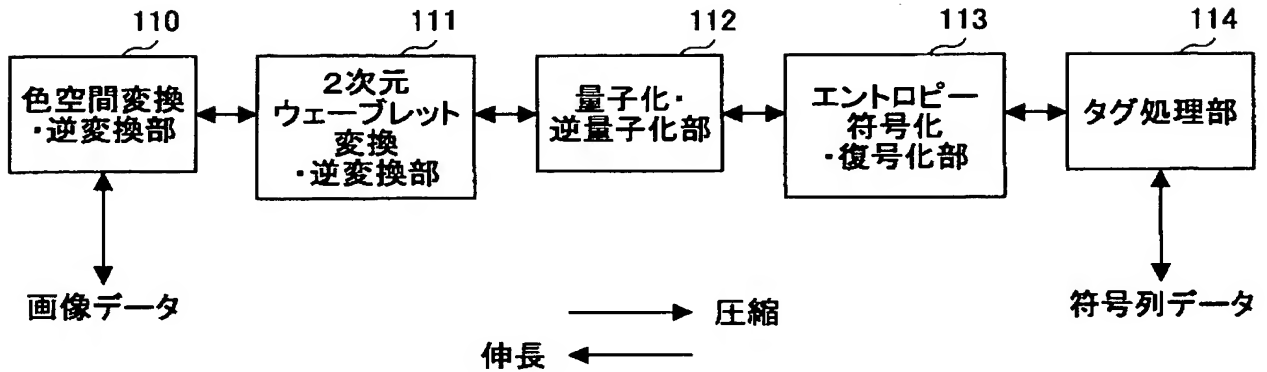 110
111
112
113
114
色空間変換
・逆変換部
2次元
ウェーブレット
変換
・逆変換部
量子化・
逆量子化部
エントロピー
符号化
・復号化部
タグ処理部
画像データ
符号列データ
圧縮
伸長